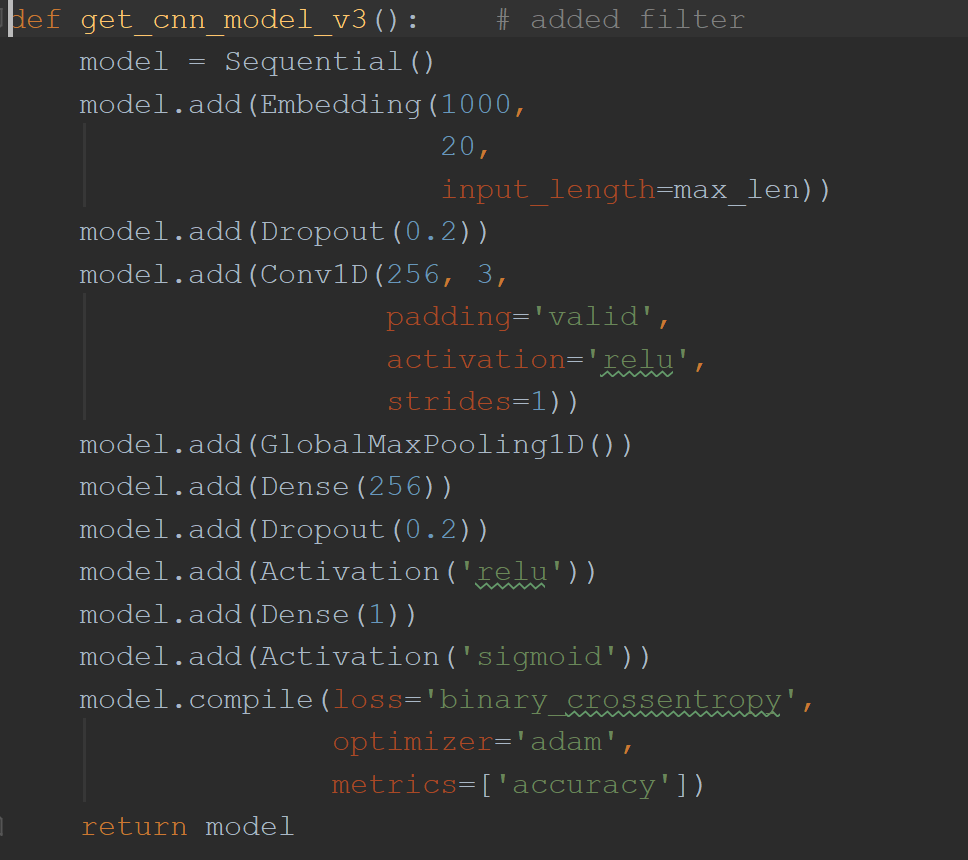 def get_cnn_model_v3():    # added filter
    model = Sequential()
    model.add(Embedding(1000,
                        20,
                        input_length=max_len))
    model.add(Dropout(0.2))
    model.add(Conv1D(256, 3,
                     padding='valid',
                     activation='relu',
                     strides=1))
    model.add(GlobalMaxPooling1D())
    model.add(Dense(256))
    model.add(Dropout(0.2))
    model.add(Activation('relu'))
    model.add(Dense(1))
    model.add(Activation('sigmoid'))
    model.compile(loss='binary_crossentropy',
                  optimizer='adam',
                  metrics=['accuracy'])
    return model